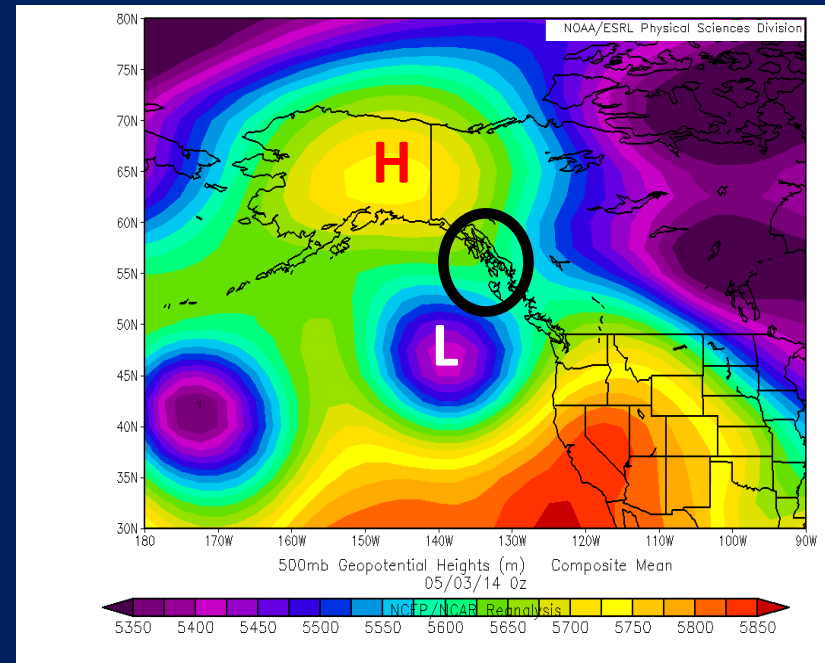 NOAA/ESRL Physical Sciences Division
80N
75N
70N
65N
60N
55N
50N
45N
40N
35N
30N
H
L
180 170W 160W 150W 140W 130W 120W 110W 100W 90W
500mb Geopotential Heights (m) Composite Mean
05/03/14 0z
NCEP/NCAR Reanalysis
5350 5400 5450 5500 5550 5600 5650 5700 5750 5800 5850